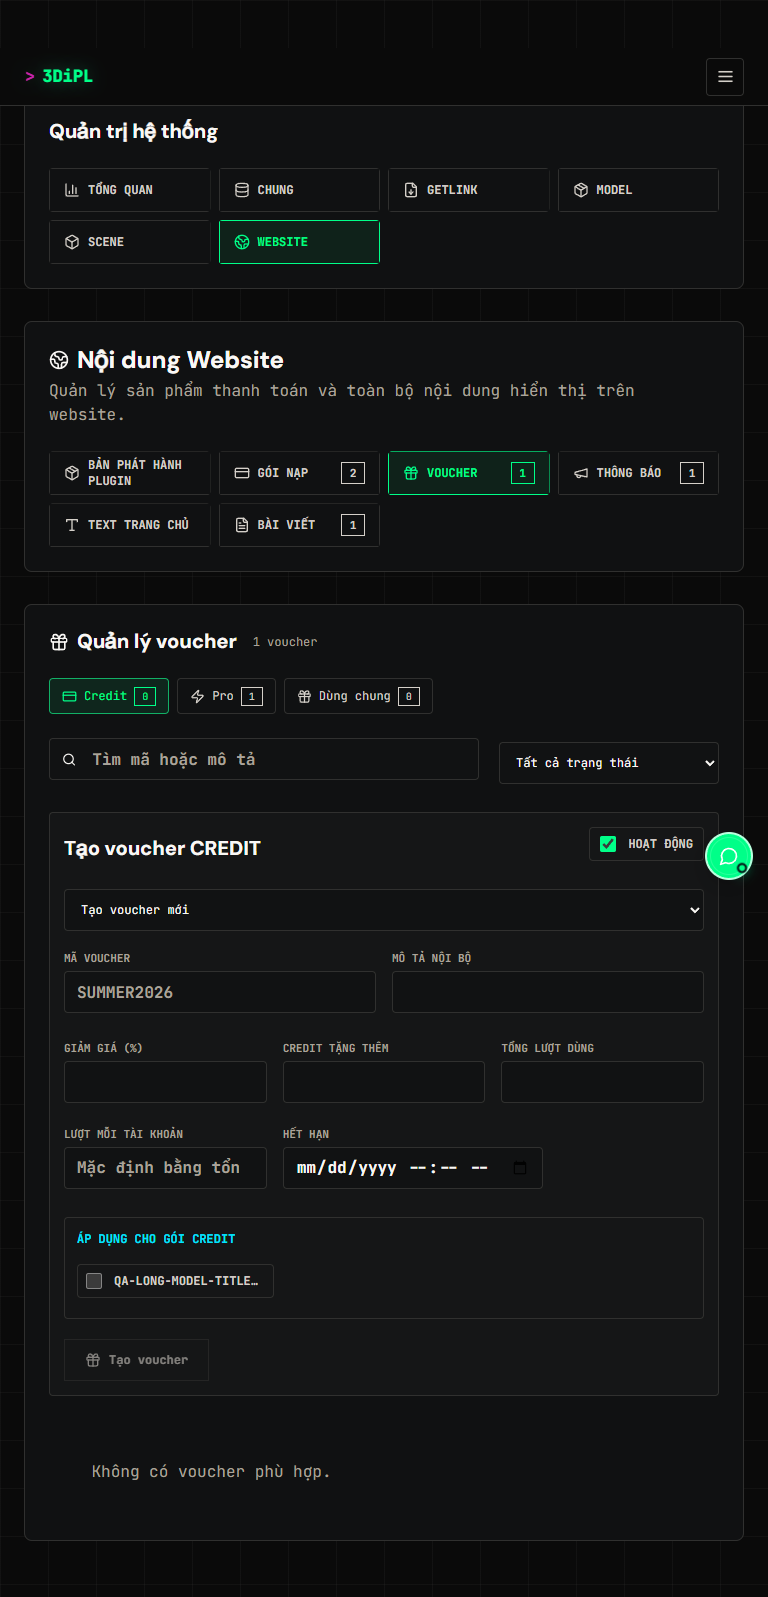 > 3DiPL
Quản trị hệ thống
TỔNG QUAN
CHUNG
GETLINK
MODEL
SCENE
WEBSITE
Nội dung Website
Quản lý sản phẩm thanh toán và toàn bộ nội dung hiển thị trên
website.
BẢN PHÁT HÀNH
PLUGIN
GÓI NẠP 2
VOUCHER 1
THÔNG BÁO 1
TEXT TRANG CHỦ
BÀI VIẾT 1
Quản lý voucher 1 voucher
Credit 0
Pro 1
Dùng chung 0
Tìm mã hoặc mô tả
Tất cả trạng thái
Tạo voucher CREDIT
HOẠT ĐỘNG
Tạo voucher mới
MÃ VOUCHER
MÔ TẢ NỘI BỘ
SUMMER2026
GIẢM GIÁ (%)
CREDIT TẶNG THÊM
TỔNG LƯỢT DÙNG
LƯỢT MỖI TÀI KHOẢN
HẾT HẠN
Mặc định bằng tổn
mm/dd/yyyy --:-- --
ÁP DỤNG CHO GÓI CREDIT
QA-LONG-MODEL-TITLE…
Tạo voucher
Không có voucher phù hợp.